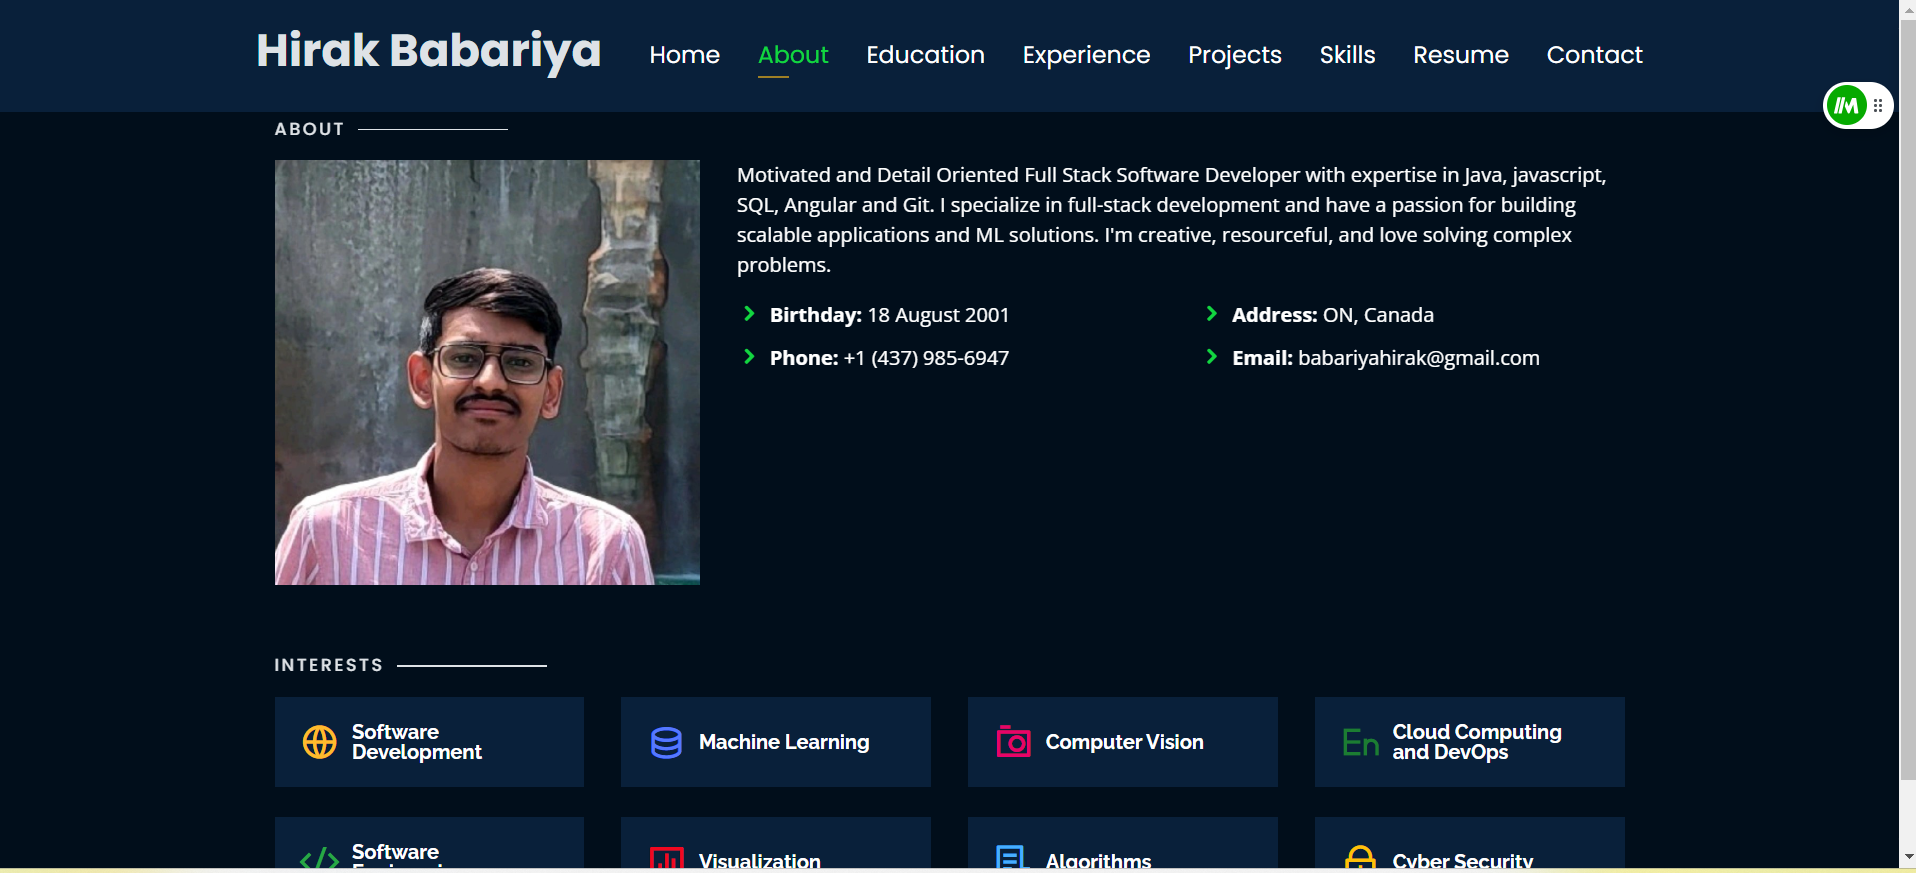 Hirak Babariya
Home About Education Experience Projects Skills Resume Contact
ABOUT
Motivated and Detail Oriented Full Stack Software Developer with expertise in Java, javascript,
SQL, Angular and Git. I specialize in full-stack development and have a passion for building
scalable applications and ML solutions. I'm creative, resourceful, and love solving complex
problems.
Birthday: 18 August 2001
Address: ON, Canada
Phone: +1 (437) 985-6947
Email: babariyahirak@gmail.com
INTERESTS
Software
Development
Machine Learning
Computer Vision
En
Cloud Computing
and DevOps
Software
Visualization
Algorithms
Cyber Security